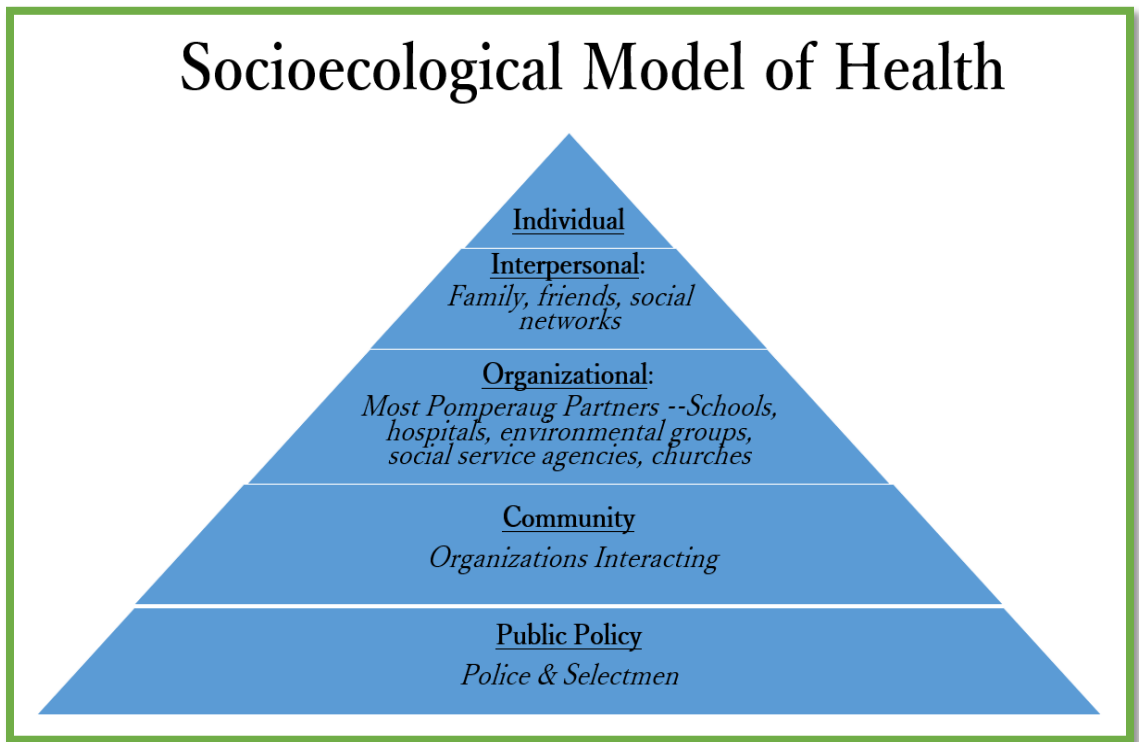 Socioecological Model of Health
Individual
Interpersonal:
Family, friends, social
networks
Organizational:
Most Pomperaug Partners --Schools,
hospitals, environmental groups,
social service agencies, churches
Community
Organizations Interacting
Public Policy
Police & Selectmen